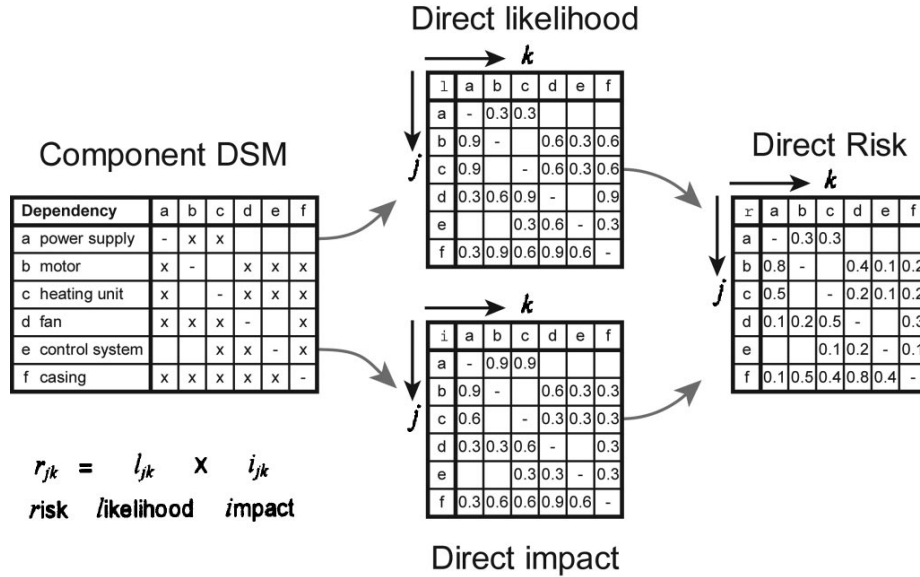 Direct likelihood
k
j
l a b c d e f
a - 0.3 0.3
b 0.9 - 0.6 0.3 0.6
c 0.9 - 0.6 0.3 0.6
d 0.3 0.6 0.9 - 0.9
e 0.3 0.6 - 0.3
f 0.3 0.9 0.6 0.9 0.6 -
Component DSM
Dependency a b c d e f
a power supply - x x
b motor x - x x x
c heating unit x - x x x
d fan x x x - x
e control system x x - x
f casing x x x x x -
Direct Risk
k
j
r a b c d e f
a - 0.3 0.3
b 0.8 - 0.4 0.1 0.2
c 0.5 - 0.2 0.1 0.2
d 0.1 0.2 0.5 - 0.3
e 0.1 0.2 - 0.1
f 0.1 0.5 0.4 0.8 0.4 -
k
j
i a b c d e f
a - 0.9 0.9
b 0.9 - 0.6 0.3 0.3
c 0.6 - 0.3 0.3 0.3
d 0.3 0.3 0.6 - 0.3
e 0.3 0.3 - 0.3
f 0.3 0.6 0.6 0.9 0.6 -
Direct impact
rjk = ljk X ijk
risk likelihood impact